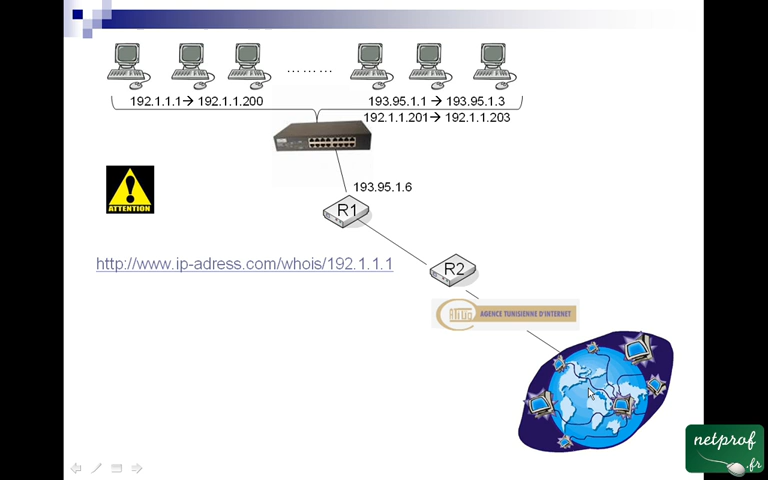 ………
192.1.1.1→ 192.1.1.200
193.95.1.1 → 193.95.1.3
192.1.1.201→ 192.1.1.203
193.95.1.6
ATTENTION
R1
http://www.ip-adress.com/whois/192.1.1.1
R2
AGENCE TUNISIENNE D'INTERNET
netprof
.fr